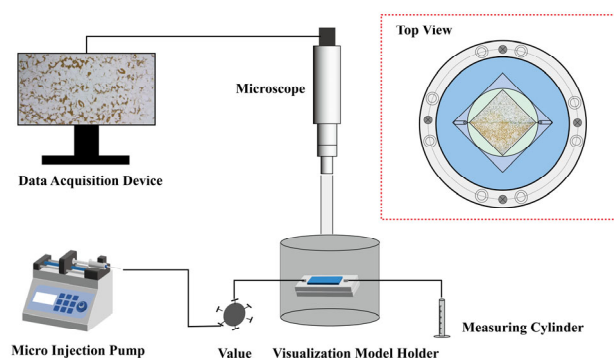 Top View
Microscope
Data Acquisition Device
Measuring Cylinder
Micro Injection Pump
Value
Visualization Model Holder